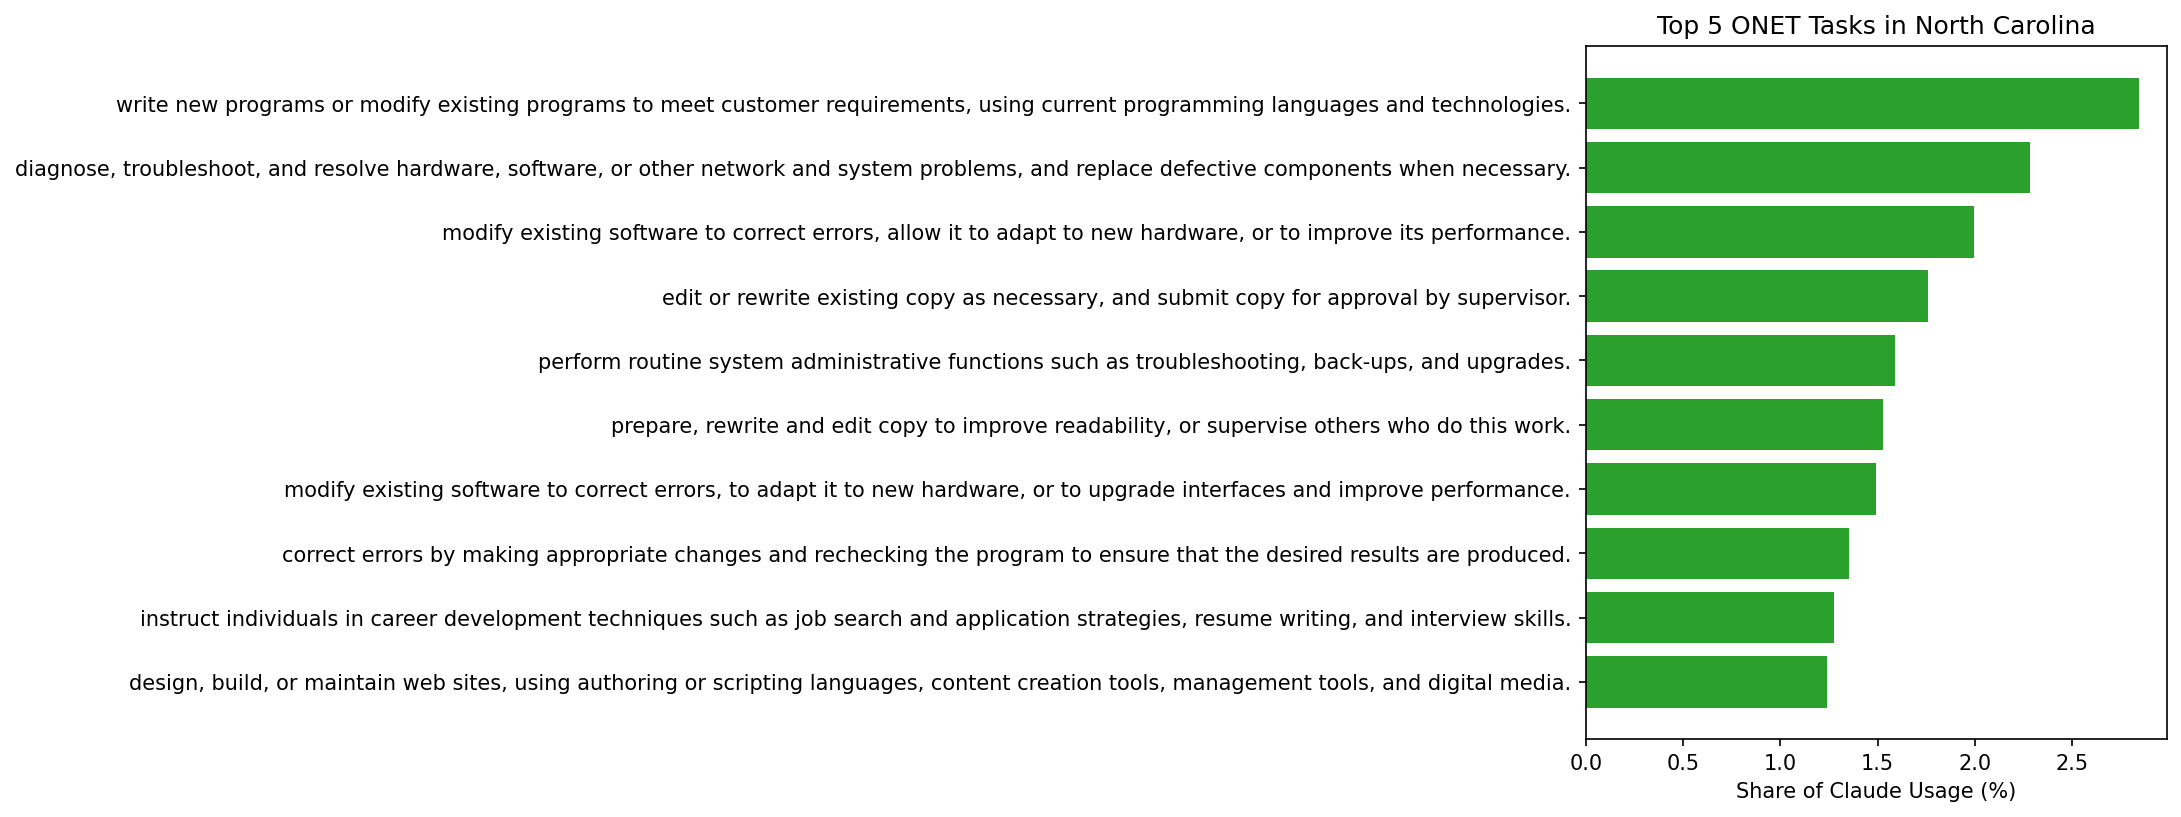 Top 5 ONET Tasks in North Carolina
write new programs or modify existing programs to meet customer requirements, using current programming languages and technologies.
diagnose, troubleshoot, and resolve hardware, software, or other network and system problems, and replace defective components when necessary.
modify existing software to correct errors, allow it to adapt to new hardware, or to improve its performance.
edit or rewrite existing copy as necessary, and submit copy for approval by supervisor.
perform routine system administrative functions such as troubleshooting, back-ups, and upgrades.
prepare, rewrite and edit copy to improve readability, or supervise others who do this work.
modify existing software to correct errors, to adapt it to new hardware, or to upgrade interfaces and improve performance.
correct errors by making appropriate changes and rechecking the program to ensure that the desired results are produced.
instruct individuals in career development techniques such as job search and application strategies, resume writing, and interview skills.
design, build, or maintain web sites, using authoring or scripting languages, content creation tools, management tools, and digital media.
0.0 0.5 1.0 1.5 2.0 2.5
Share of Claude Usage (%)